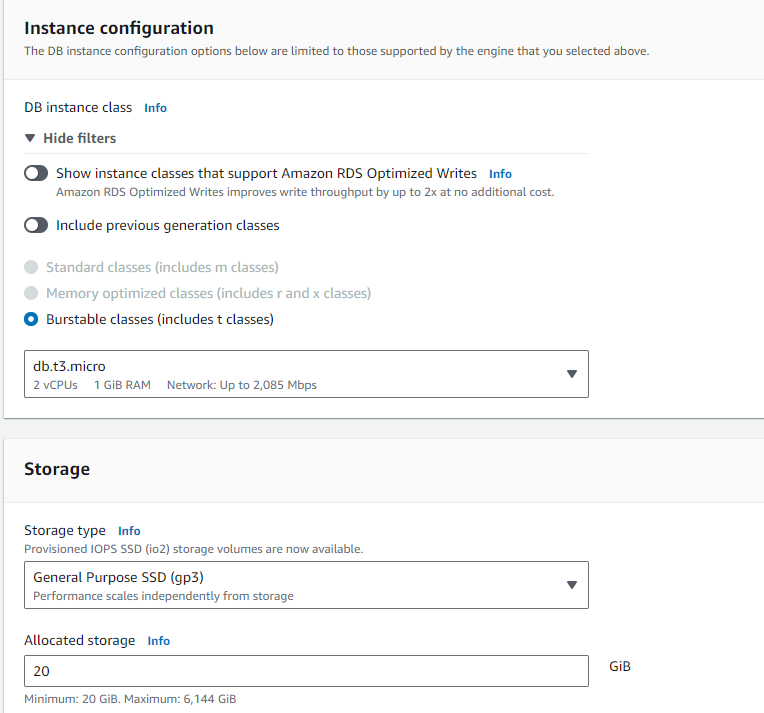 Instance configuration
The DB instance configuration options below are limited to those supported by the engine that you selected above.
DB instance class Info
Hide filters
Show instance classes that support Amazon RDS Optimized Writes Info
Amazon RDS Optimized Writes improves write throughput by up to 2x at no additional cost.
Include previous generation classes
Standard classes (includes m classes)
Memory optimized classes (includes r and x classes)
Burstable classes (includes t classes)
db.t3.micro
2 vCPUs 1 GiB RAM Network: Up to 2,085 Mbps
Storage
Storage type Info
Provisioned IOPS SSD (io2) storage volumes are now available.
General Purpose SSD (gp3)
Performance scales independently from storage
Allocated storage Info
20 GiB
Minimum: 20 GiB. Maximum: 6,144 GiB